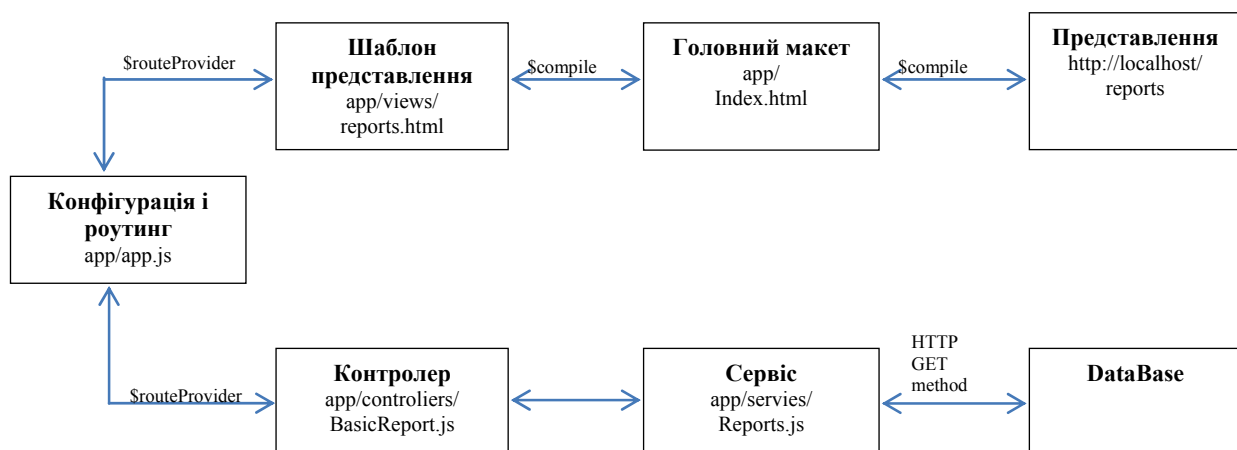 $routeProvider
Шаблон
представлення
app/views/
reports.html
$compile
Головний макет
app/
Index.html
$compile
Представлення
http://localhost/
reports
Конфігурація і
роутинг
app/app.js
$routeProvider
Контролер
app/controliers/
BasicReport.js
Сервіс
app/servies/
Reports.js
HTTP
GET
method
DataBase